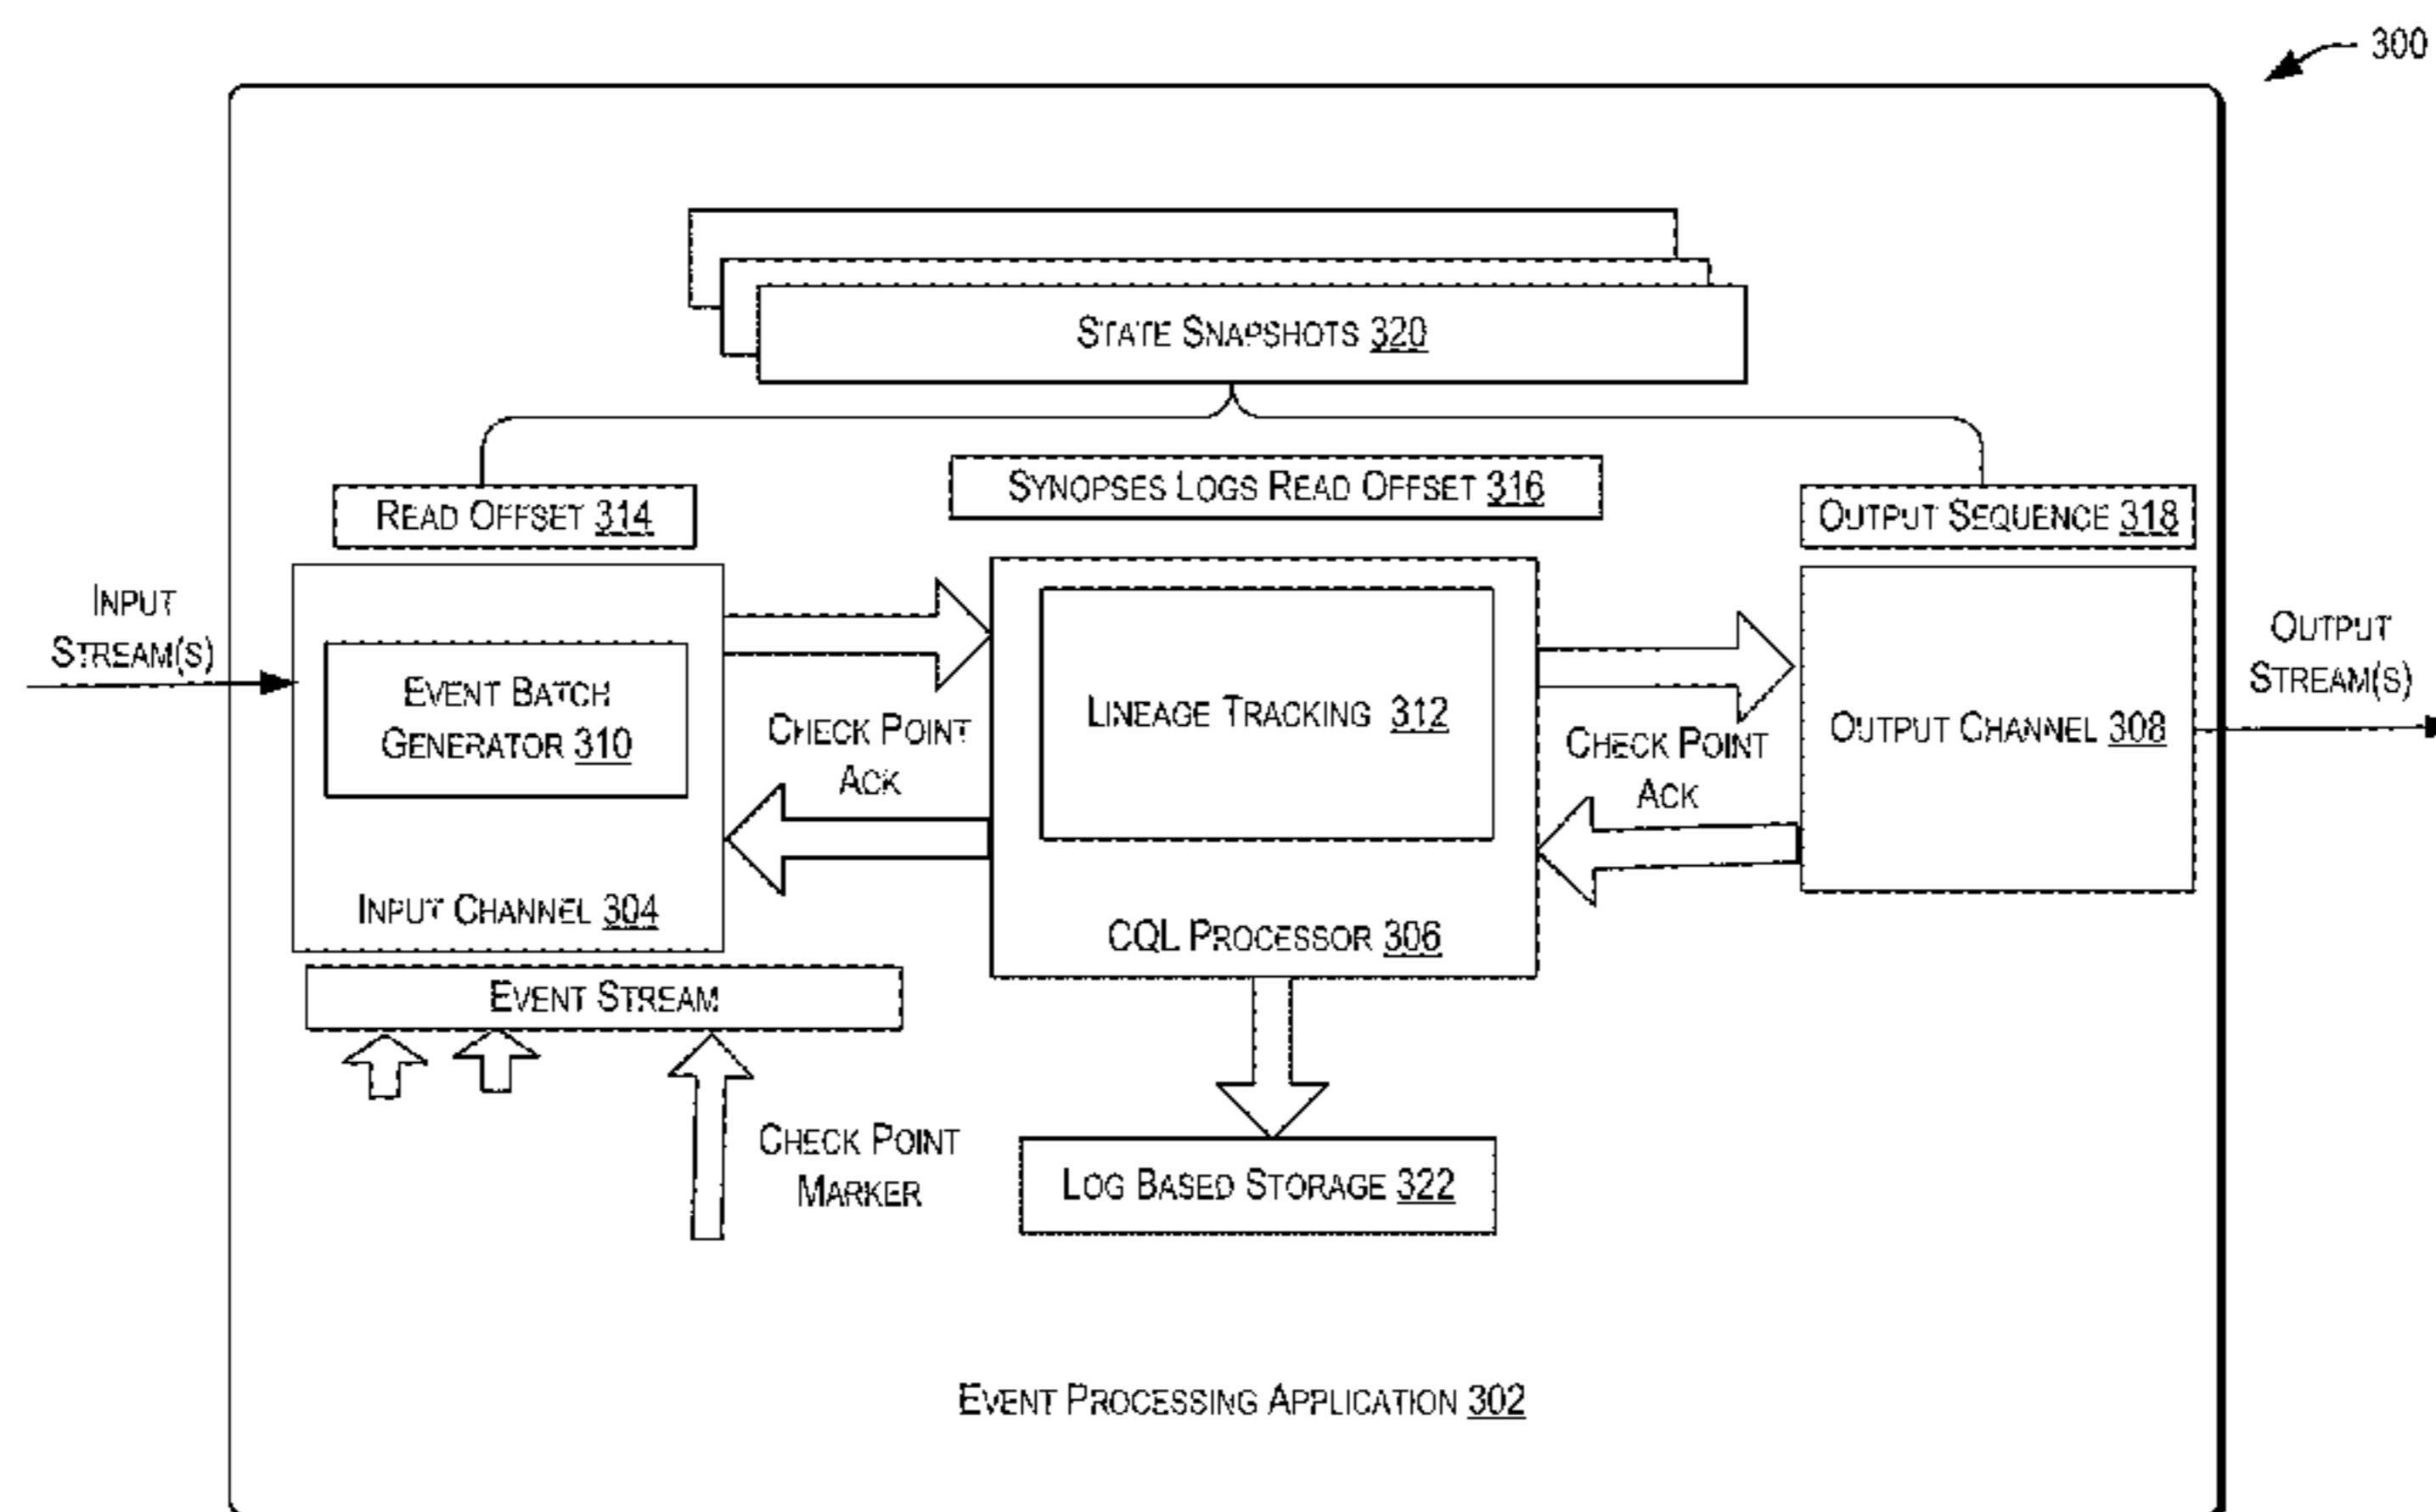 300
STATE SNAPSHOTS 320
SYNOPSES LOGS READ OFFSET 316
READ OFFSET 314
OUTPUT SEQUENCE 318
INPUT
STREAM(S)
EVENT BATCH
GENERATOR 310
INPUT CHANNEL 304
CHECK POINT
ACK
LINEAGE TRACKING 312
CQL PROCESSOR 306
CHECK POINT
ACK
OUTPUT CHANNEL 308
OUTPUT
STREAM(S)
EVENT STREAM
CHECK POINT
MARKER
LOG BASED STORAGE 322
EVENT PROCESSING APPLICATION 302